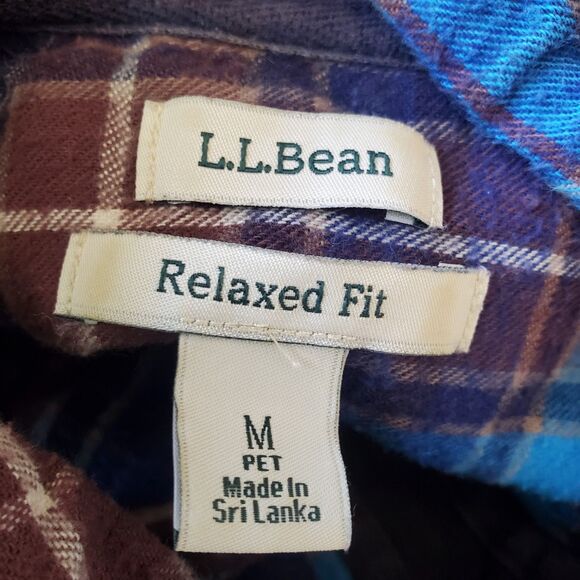 L.L.Bean
Relaxed Fit
M
PET
Made In
Sri Lanka